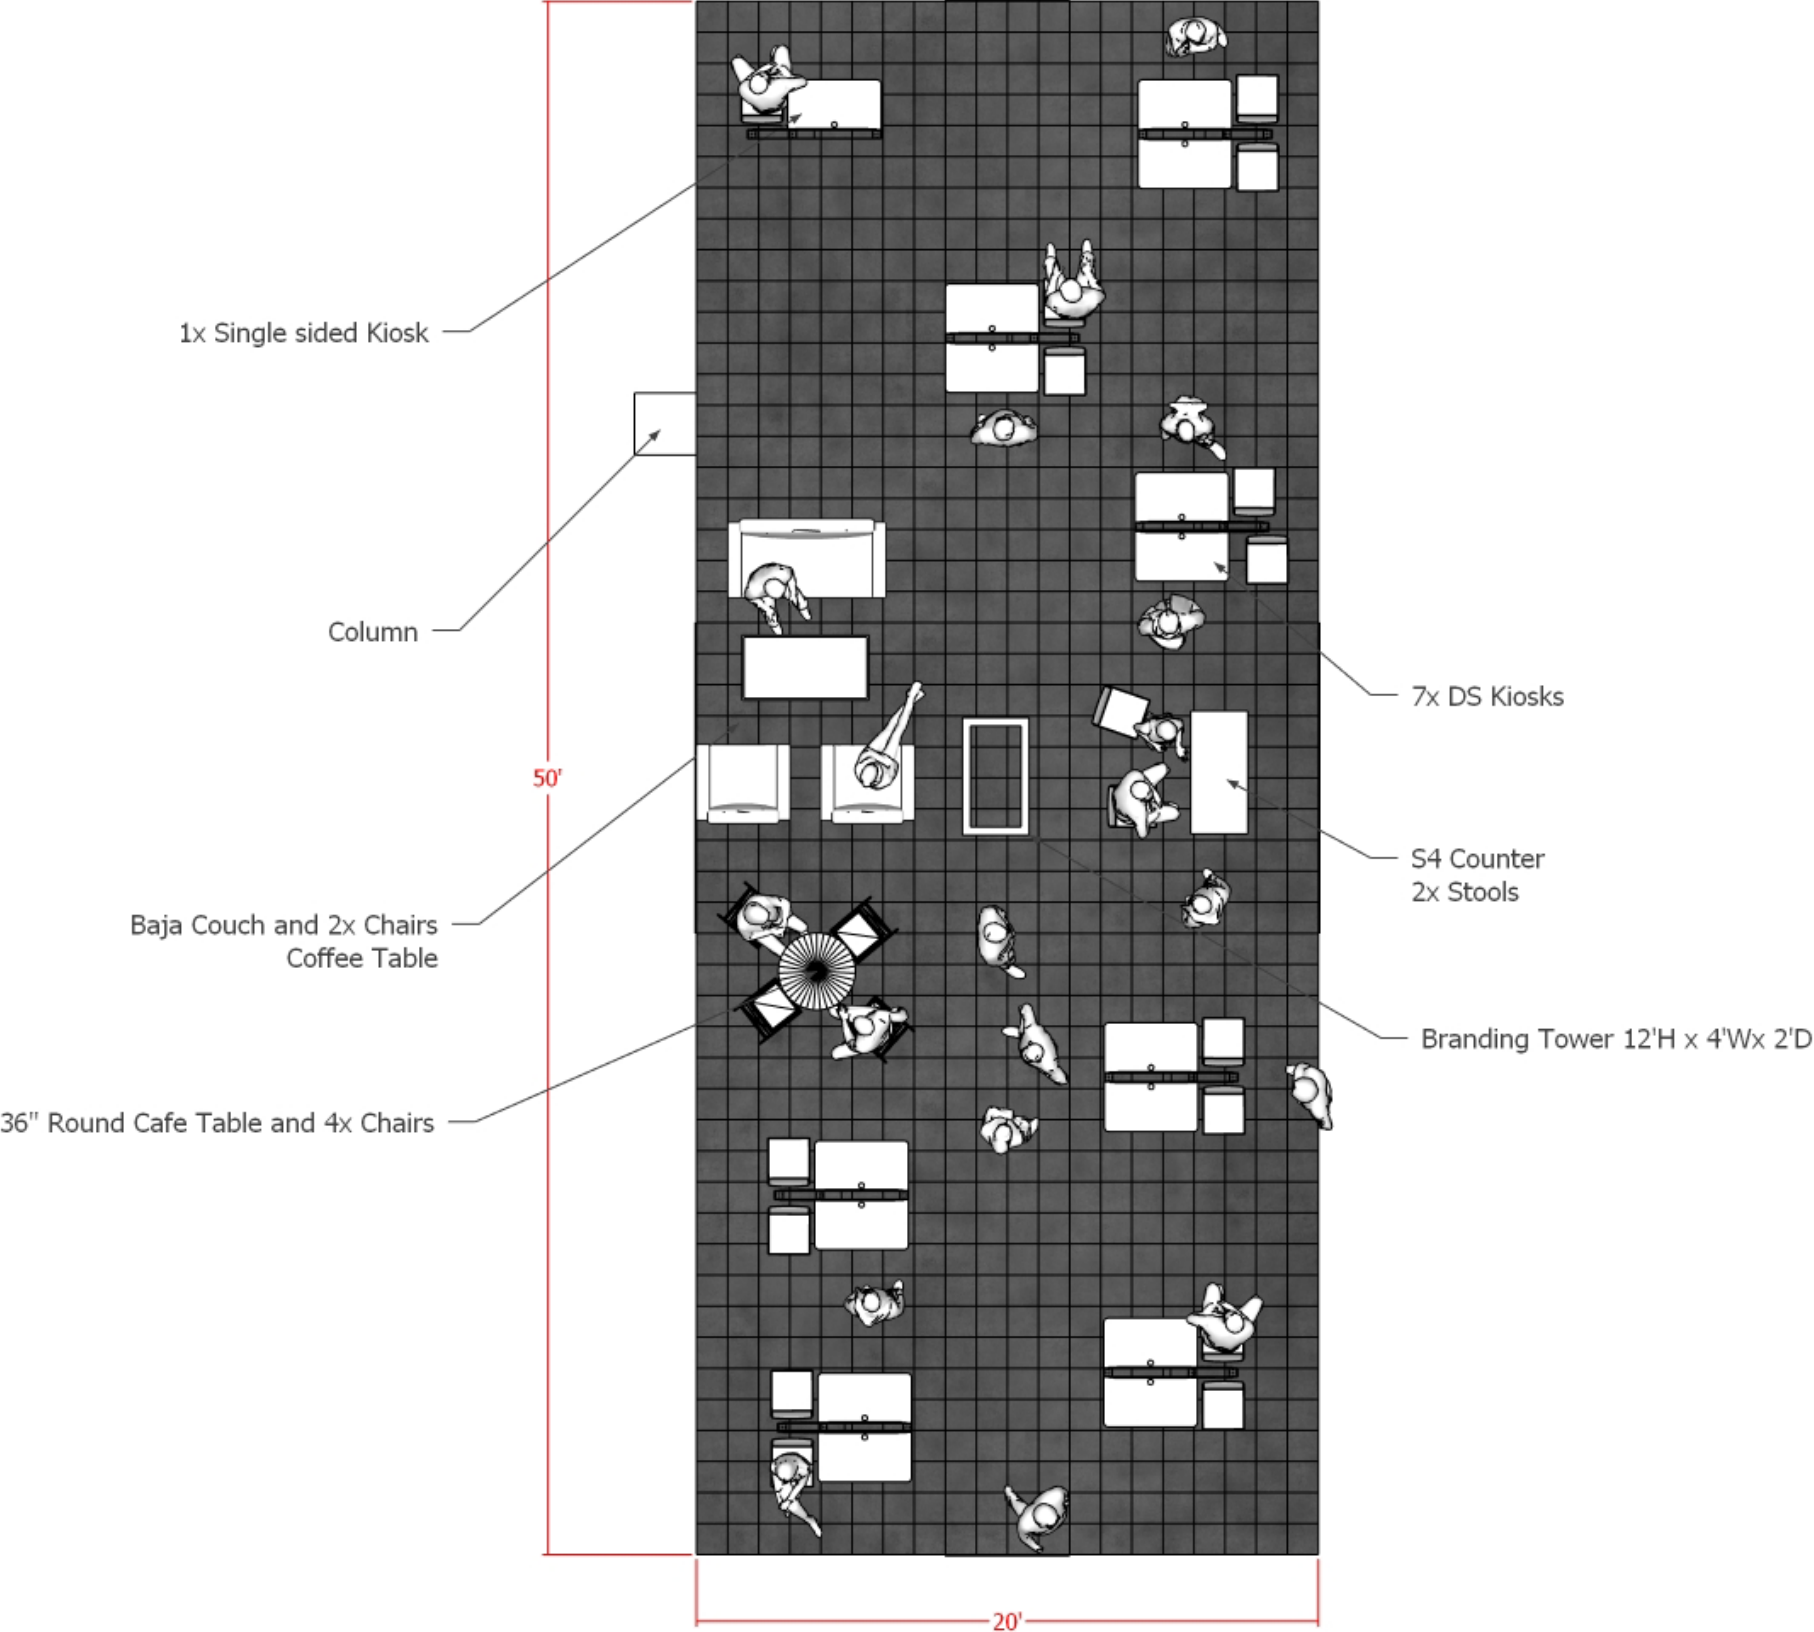 1x Single sided Kiosk
Column
7x DS Kiosks
50'
S4 Counter
2x Stools
Baja Couch and 2x Chairs
Coffee Table
Branding Tower 12'H x 4'Wx 2'D
36" Round Cafe Table and 4x Chairs
20'